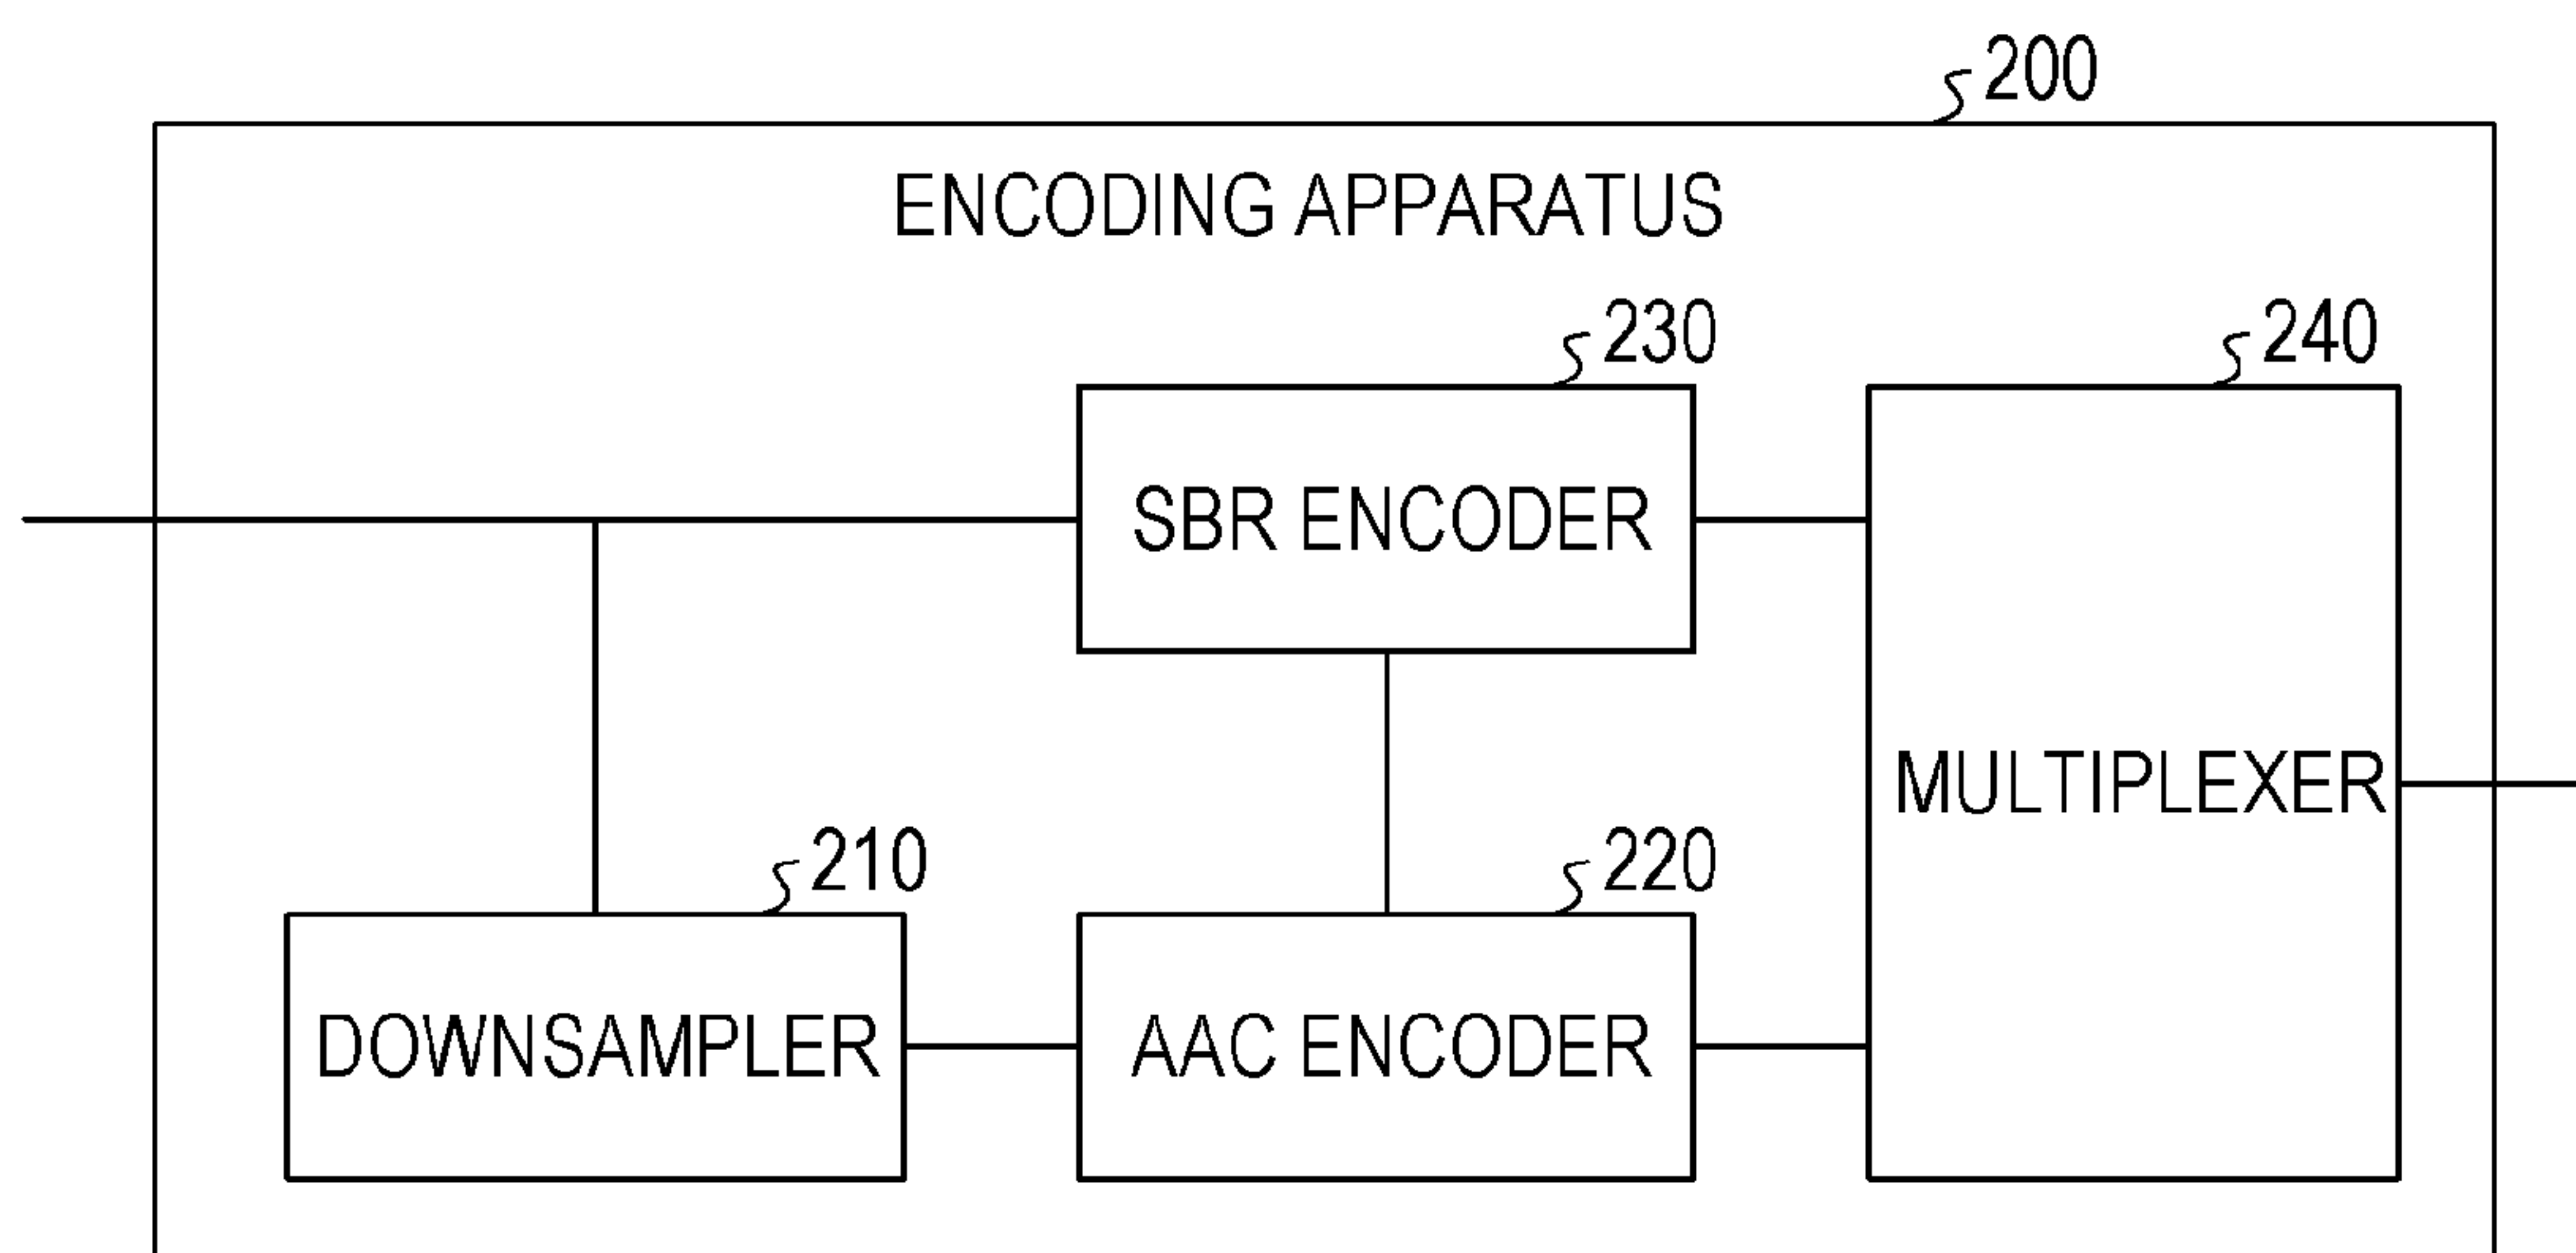 200
ENCODING APPARATUS
230
240
SBR ENCODER
MULTIPLEXER
210
220
DOWNSAMPLER
AAC ENCODER